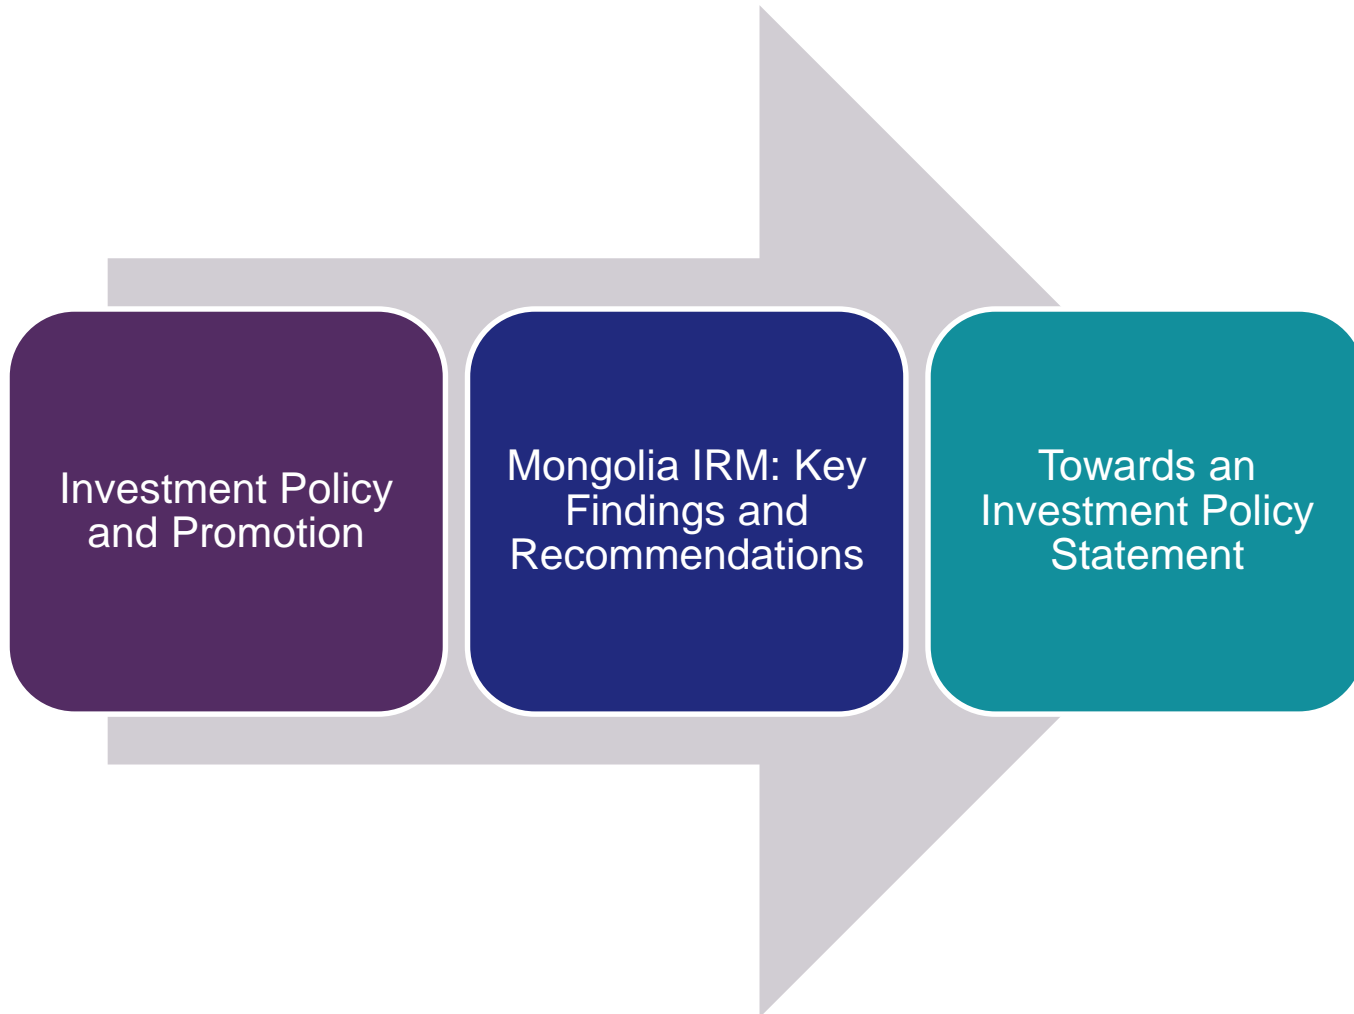 Investment Policy
and Promotion
Mongolia IRM: Key
Findings and
Recommendations
Towards an
Investment Policy
Statement